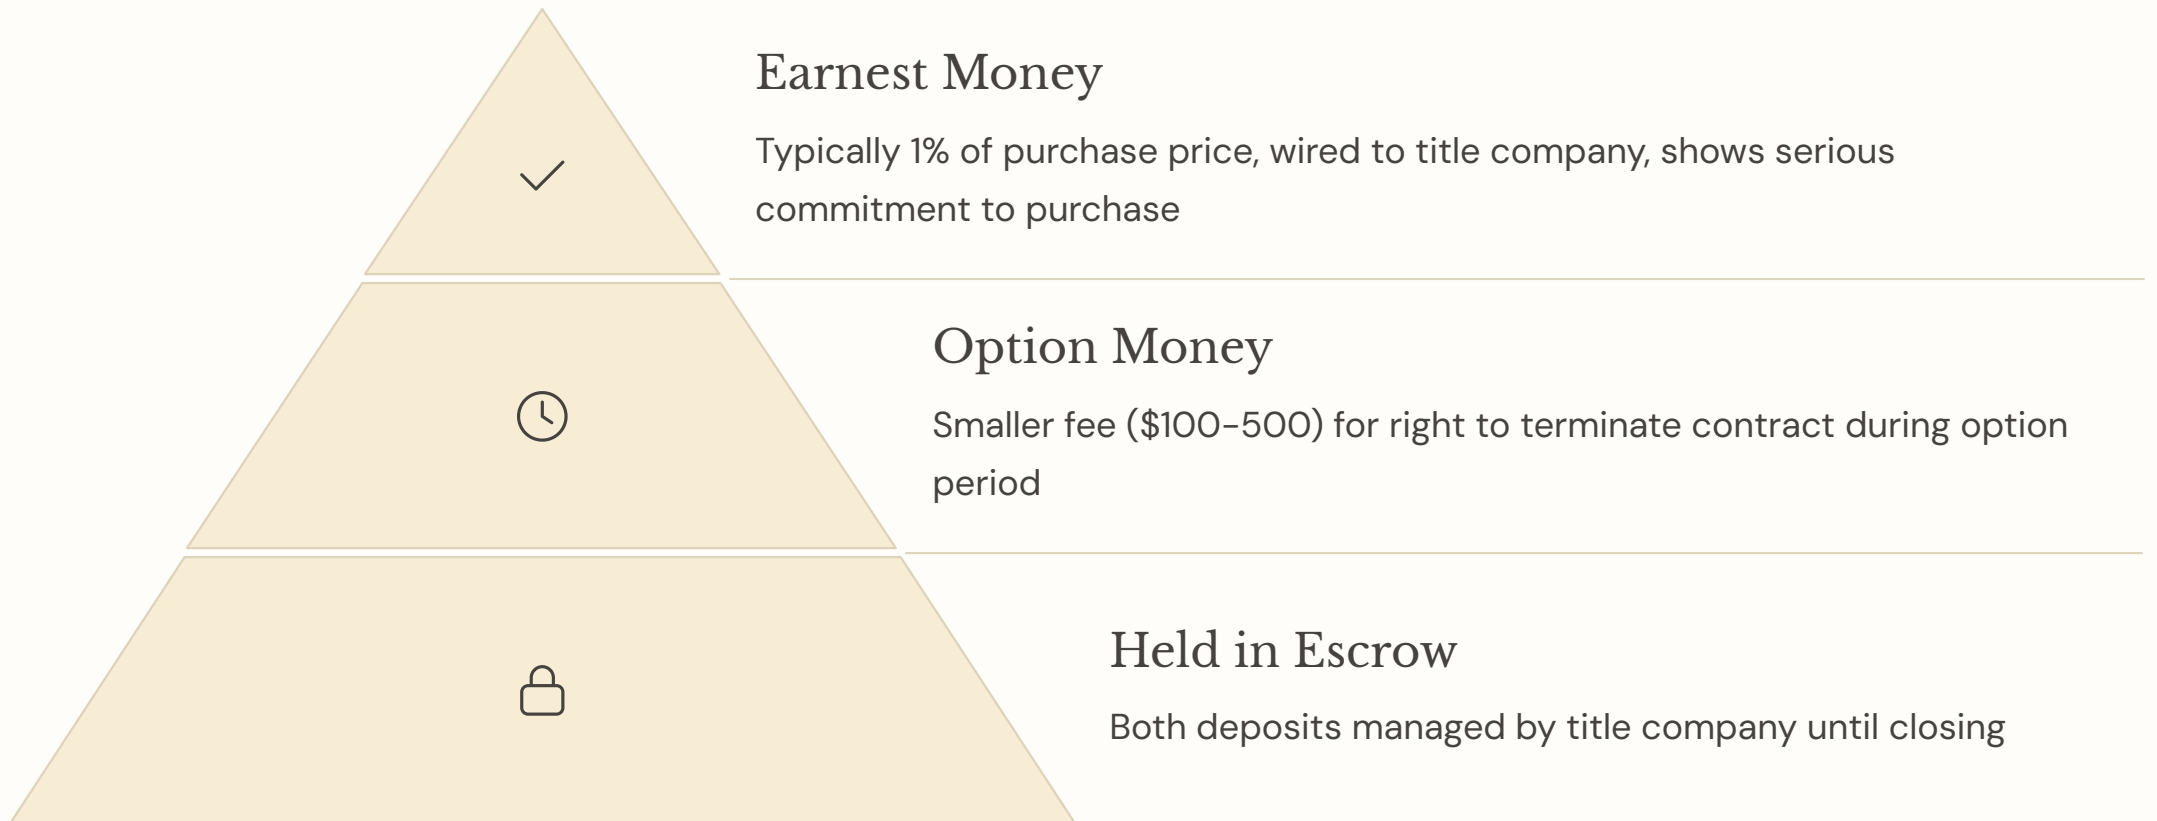 Earnest Money
Typically 1% of purchase price, wired to title company, shows serious
commitment to purchase
Option Money
Smaller fee ($100-500) for right to terminate contract during option
period
Held in Escrow
Both deposits managed by title company until closing